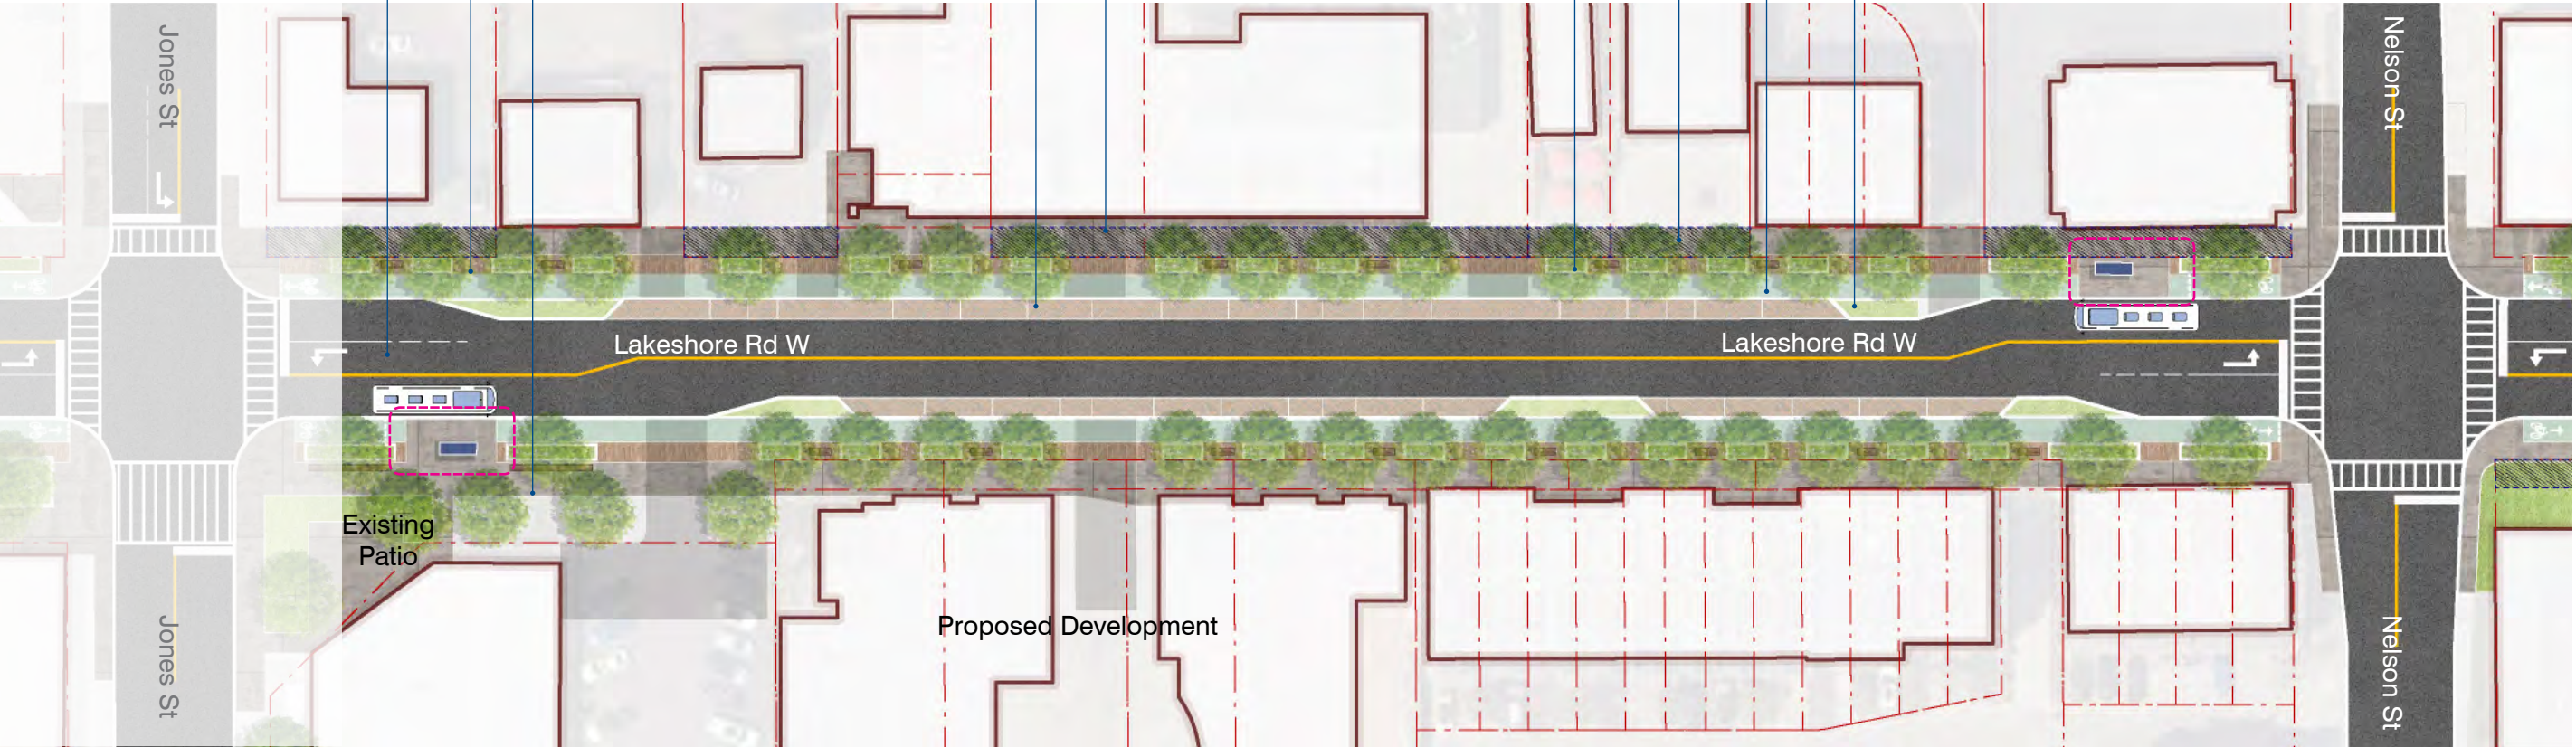 Jones St
Nelson St
Lakeshore Rd W
Lakeshore Rd W
Existing
Patio
Proposed Development
Jones St
Nelson St